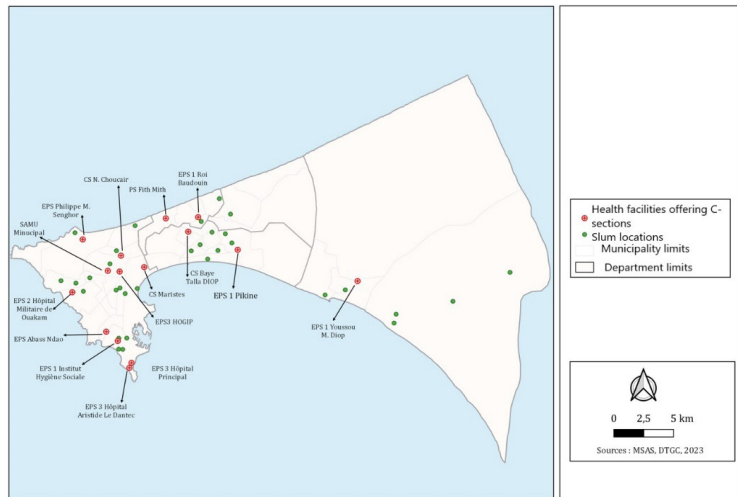 EPS 1 Roi
Baudouin
CS N. Choucair
PS Fith Mith
EPS Philippe M.
Senghor
SAMU
Minucipal
CS Baye
Talla DIOP
EPS 1 Pikine
CS Maristes
EPS 2 Hôpital
Militaire de
Ouakam
EPS3 HOGIP
EPS 1 Youssou
M. Diop
EPS Abass Ndao
EPS 1 Institut
Hygiène Sociale
EPS 3 Hôpital
Principal
EPS 3 Hôpital
Aristide Le Dantec
Health facilities offering C-
sections
Slum locations
Municipality limits
Department limits
0 2,5 5 km
Sources : MSAS, DTGC, 2023